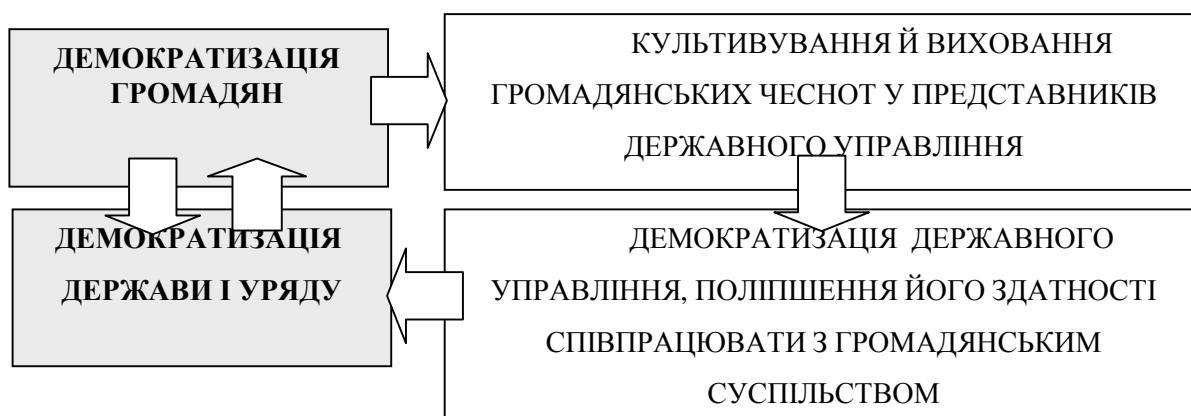 ДЕМОКРАТИЗАЦІЯ
ГРОМАДЯН
КУЛЬТИВУВАННЯ Й ВИХОВАННЯ
ГРОМАДЯНСЬКИХ ЧЕСНОТ У ПРЕДСТАВНИКІВ
ДЕРЖАВНОГО УПРАВЛІННЯ
ДЕМОКРАТИЗАЦІЯ
ДЕРЖАВИ І УРЯДУ
ДЕМОКРАТИЗАЦІЯ ДЕРЖАВНОГО
УПРАВЛІННЯ, ПОЛІПШЕННЯ ЙОГО ЗДАТНОСТІ
СПІВПРАЦЮВАТИ З ГРОМАДЯНСЬКИМ
СУСПІЛЬСТВОМ